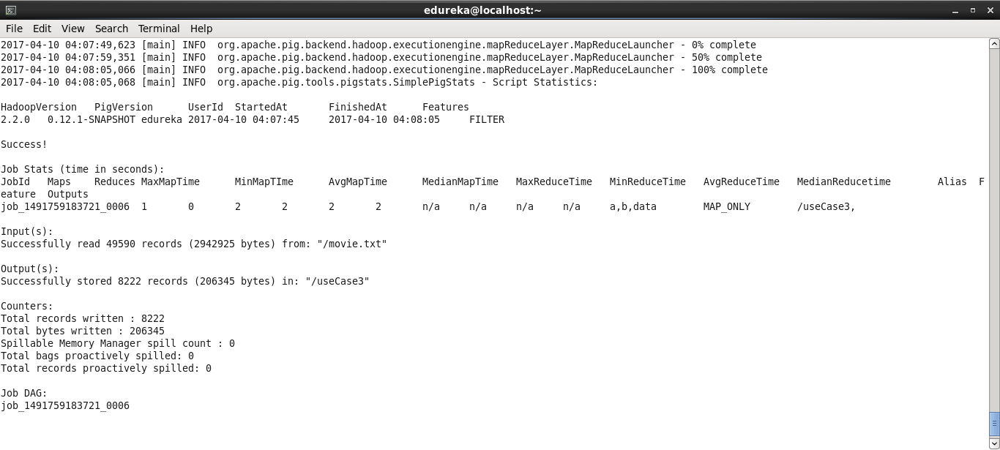 edureka@localhost:~
File Edit View Search Terminal Help
2017-04-10 04:07:49,623 [main] INFO  org.apache.pig.backend.hadoop.executionengine.mapReduceLayer.MapReduceLauncher - 0% complete
2017-04-10 04:07:59,351 [main] INFO  org.apache.pig.backend.hadoop.executionengine.mapReduceLayer.MapReduceLauncher - 50% complete
2017-04-10 04:08:05,066 [main] INFO  org.apache.pig.backend.hadoop.executionengine.mapReduceLayer.MapReduceLauncher - 100% complete
2017-04-10 04:08:05,068 [main] INFO  org.apache.pig.tools.pigstats.SimplePigStats - Script Statistics:
HadoopVersion   PigVersion      UserId  StartedAt       FinishedAt      Features
2.2.0   0.12.1-SNAPSHOT edureka 2017-04-10 04:07:45     2017-04-10 04:08:05     FILTER
Success!
Job Stats (time in seconds):
JobId   Maps    Reduces MaxMapTime      MinMapTIme      AvgMapTime      MedianMapTime   MaxReduceTime   MinReduceTime   AvgReduceTime   MedianReducetime        Alias  F
eature  Outputs
job_1491759183721_0006  1       0       2       2       2       2       n/a     n/a     n/a     n/a     a,b,data        MAP_ONLY        /useCase3,
Input(s):
Successfully read 49590 records (2942925 bytes) from: "/movie.txt"
Output(s):
Successfully stored 8222 records (206345 bytes) in: "/useCase3"
Counters:
Total records written : 8222
Total bytes written : 206345
Spillable Memory Manager spill count : 0
Total bags proactively spilled: 0
Total records proactively spilled: 0
Job DAG:
job_1491759183721_0006